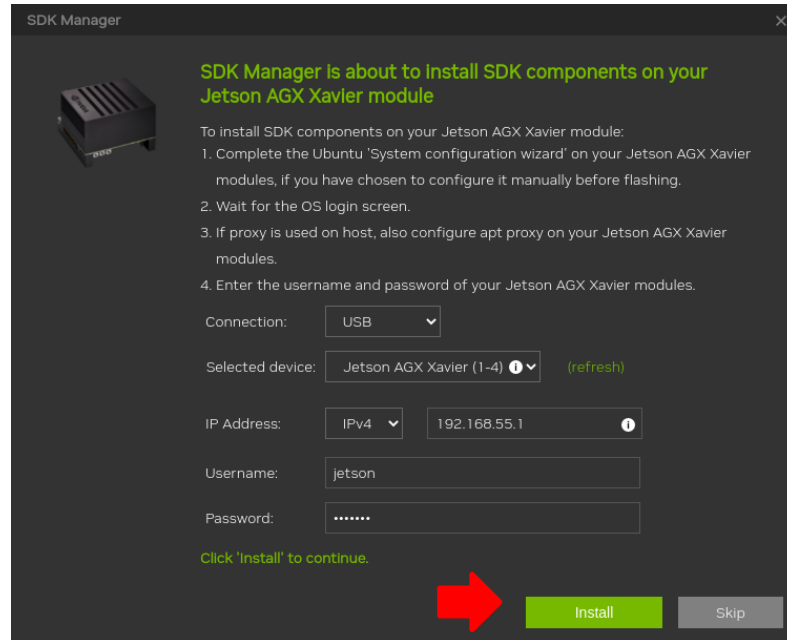 SDK Manager
SDK Manager is about to install SDK components on your
Jetson AGX Xavier module
To install SDK components on your Jetson AGX Xavier module:
1. Complete the Ubuntu 'System configuration wizard' on your Jetson AGX Xavier
modules, if you have chosen to configure it manually before flashing.
2. Wait for the OS login screen.
3. If proxy is used on host, also configure apt proxy on your Jetson AGX Xavier
modules.
4. Enter the username and password of your Jetson AGX Xavier modules.
Connection: USB
Selected device: Jetson AGX Xavier (1-4) (refresh)
IP Address: IPv4 192.168.55.1
Username: jetson
Password: •••••••
Click 'Install' to continue.
Install Skip